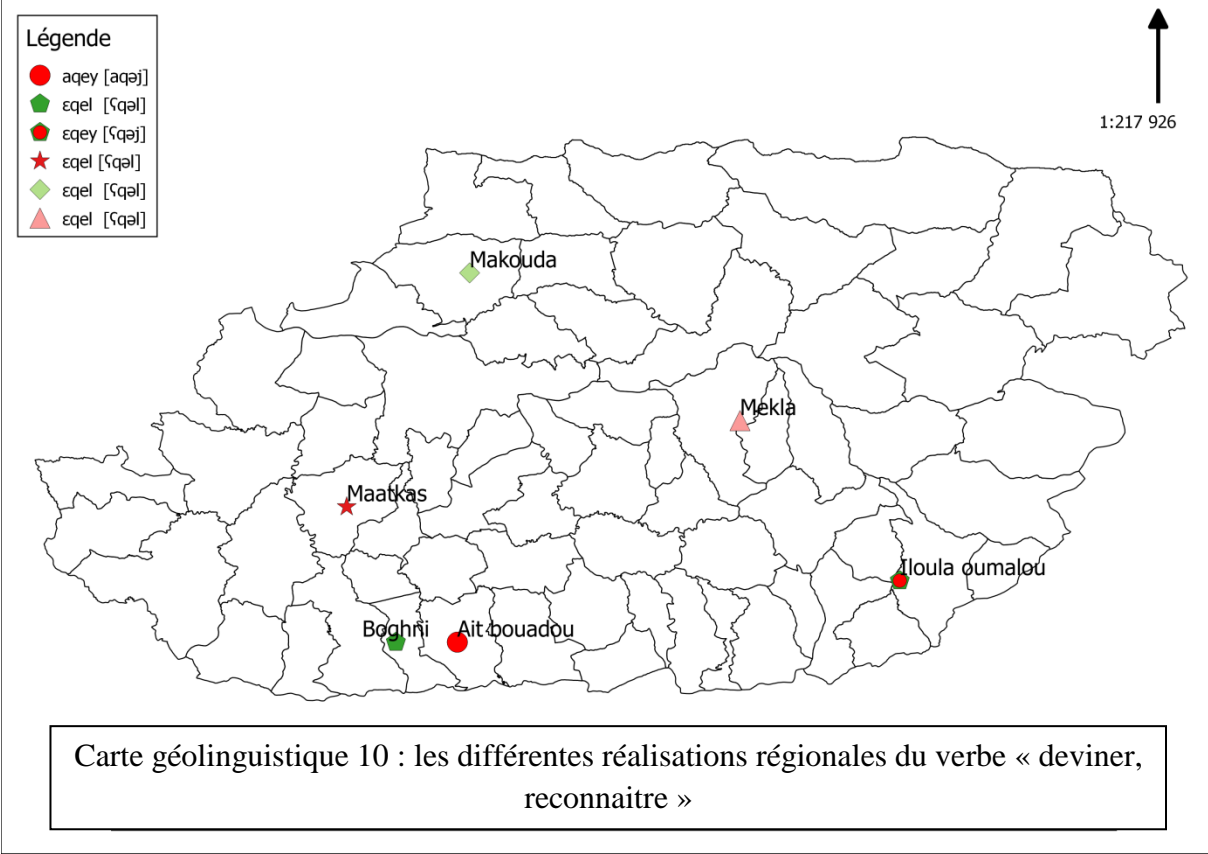 Légende
aqey [aqəj]
ɛqel [ʕqəl]
ɛqey [ʕqəj]
ɛqel [ʕqəl]
ɛqel [ʕqəl]
ɛqel [ʕqəl]
1:217 926
Makouda
Mekla
Maatkas
Iloula oumalou
Boghni
Ait bouadou
Carte géolinguistique 10 : les différentes réalisations régionales du verbe « deviner,
reconnaitre »